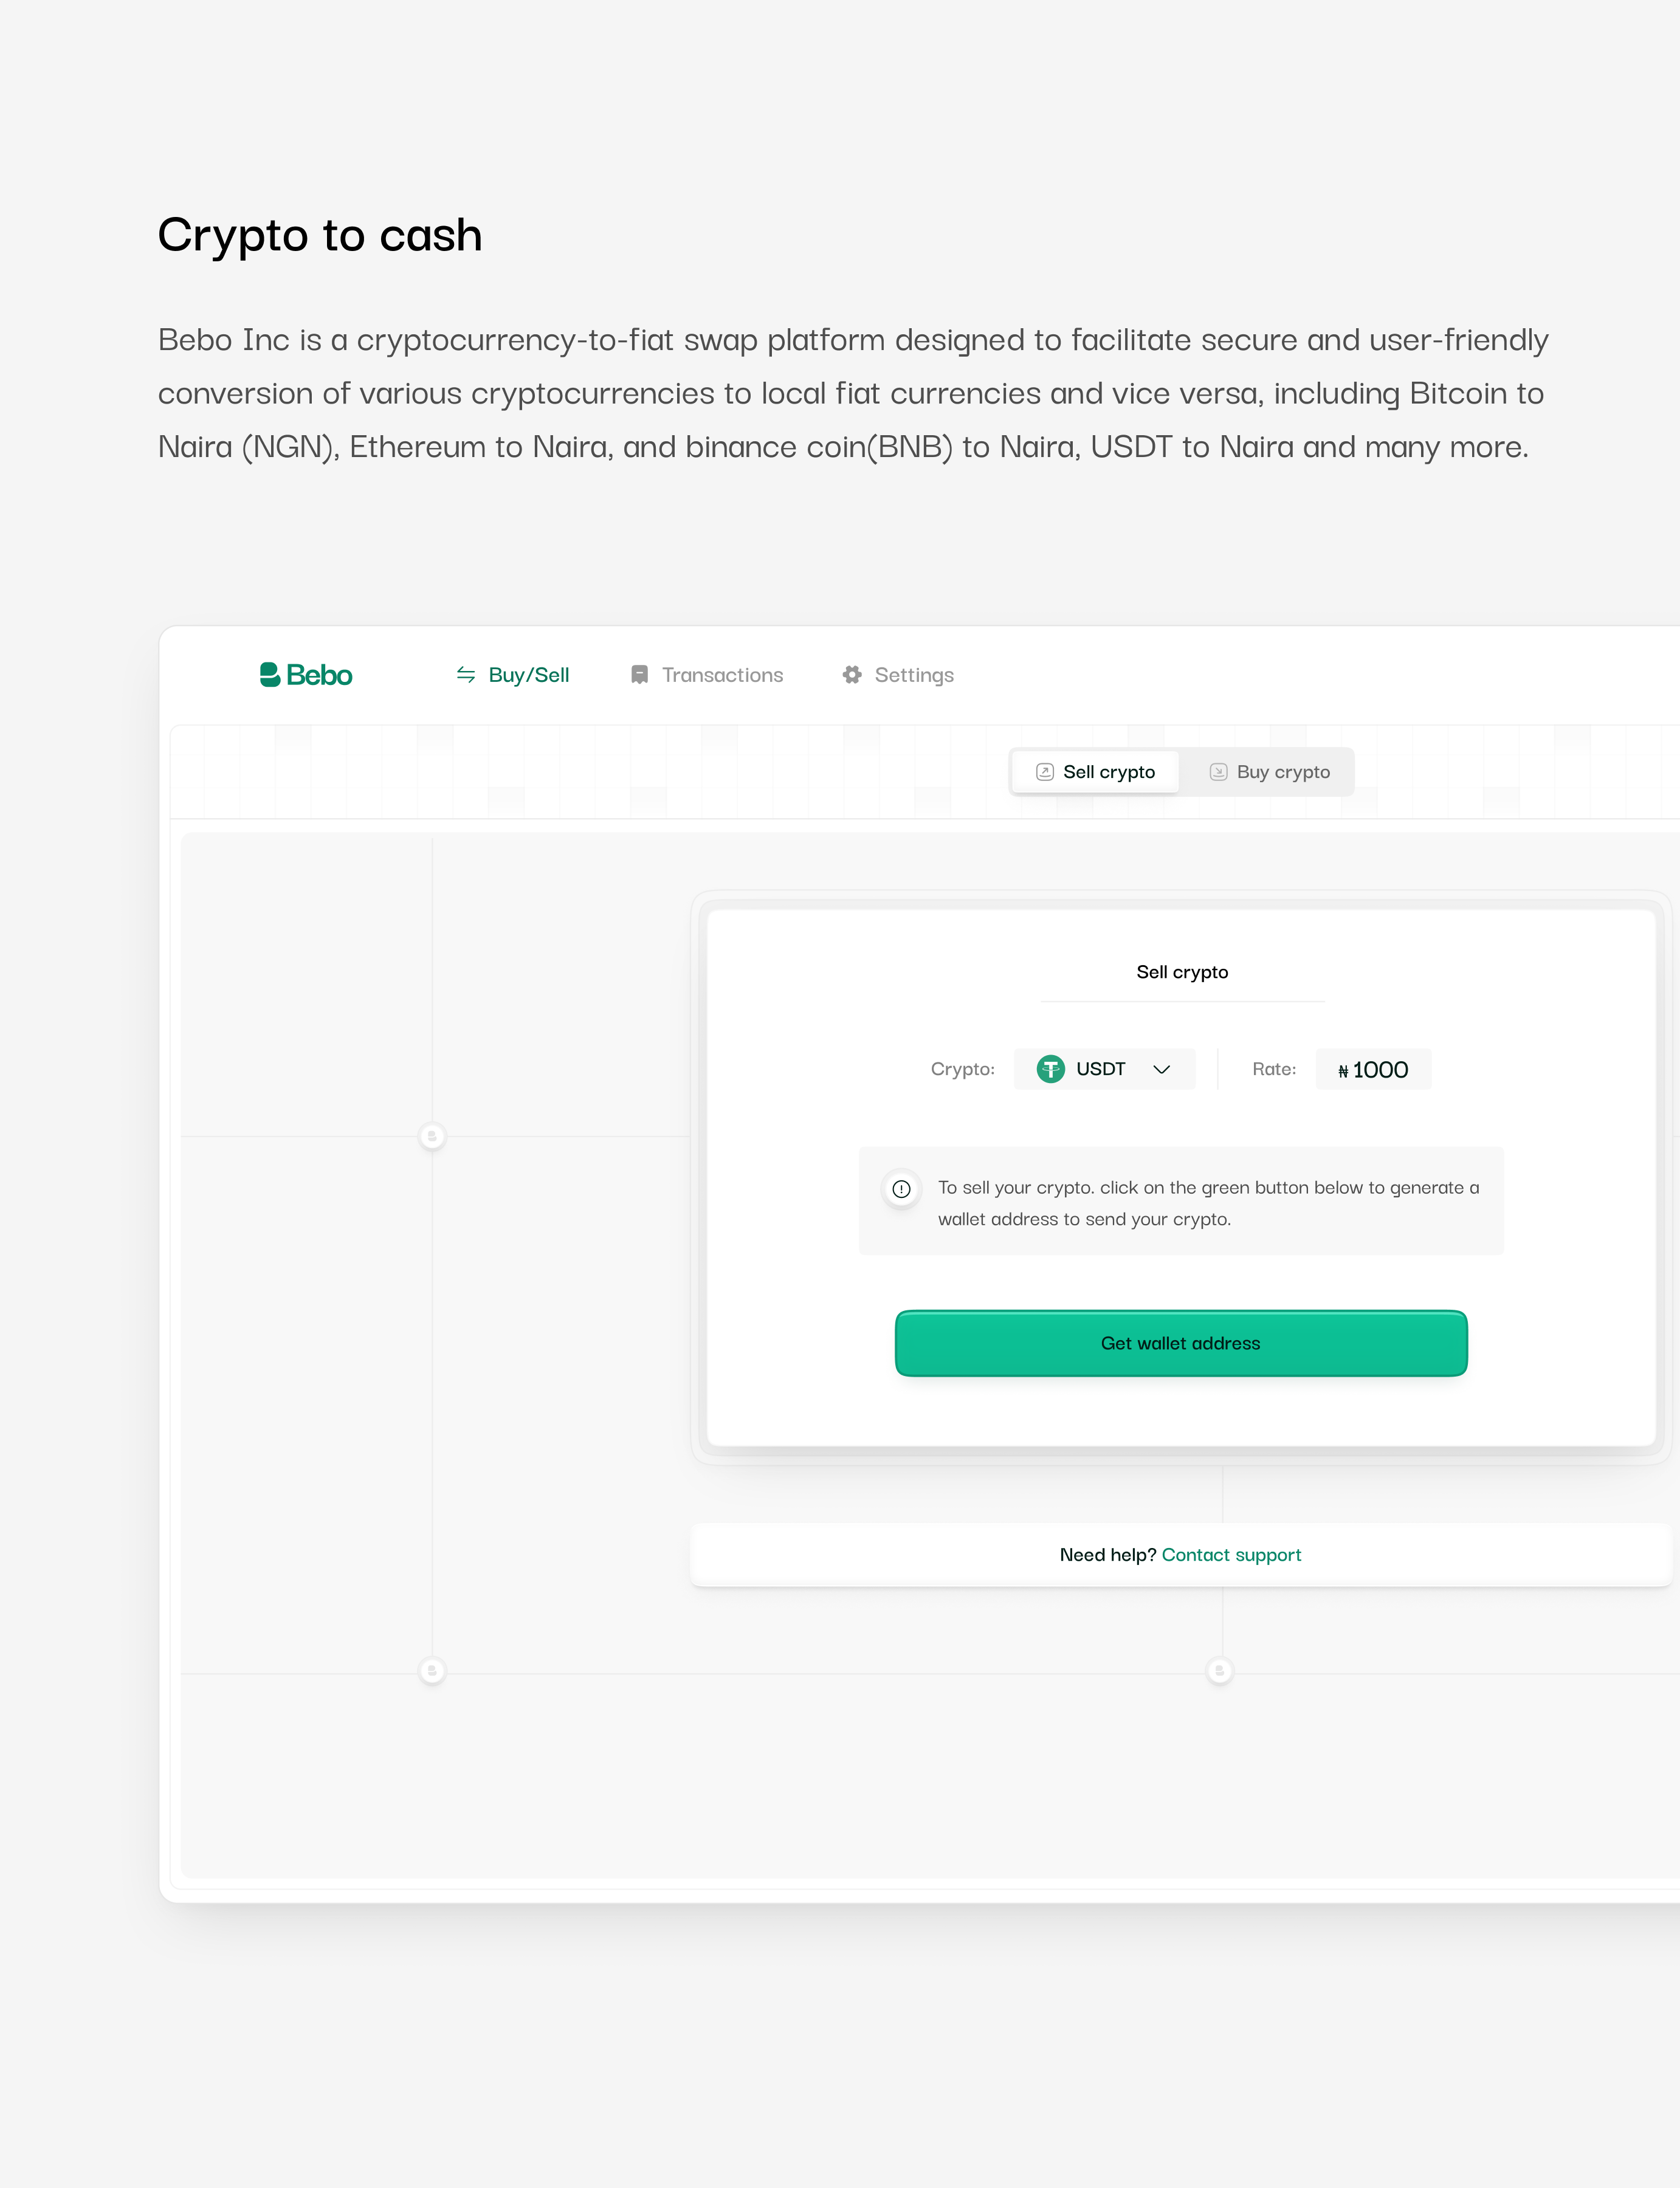 Crypto to cash
Bebo Inc is a cryptocurrency-to-fiat swap platform designed to facilitate secure and user-friendly
conversion of various cryptocurrencies to local fiat currencies and vice versa, including Bitcoin to
Naira (NGN), Ethereum to Naira, and binance coin(BNB) to Naira, USDT to Naira and many more.
Bebo Buy/Sell Transactions Settings
Sell crypto Buy crypto
Sell crypto
Crypto: USDT Rate: ₦ 1000
To sell your crypto. click on the green button below to generate a
wallet address to send your crypto.
Get wallet address
Need help? Contact support